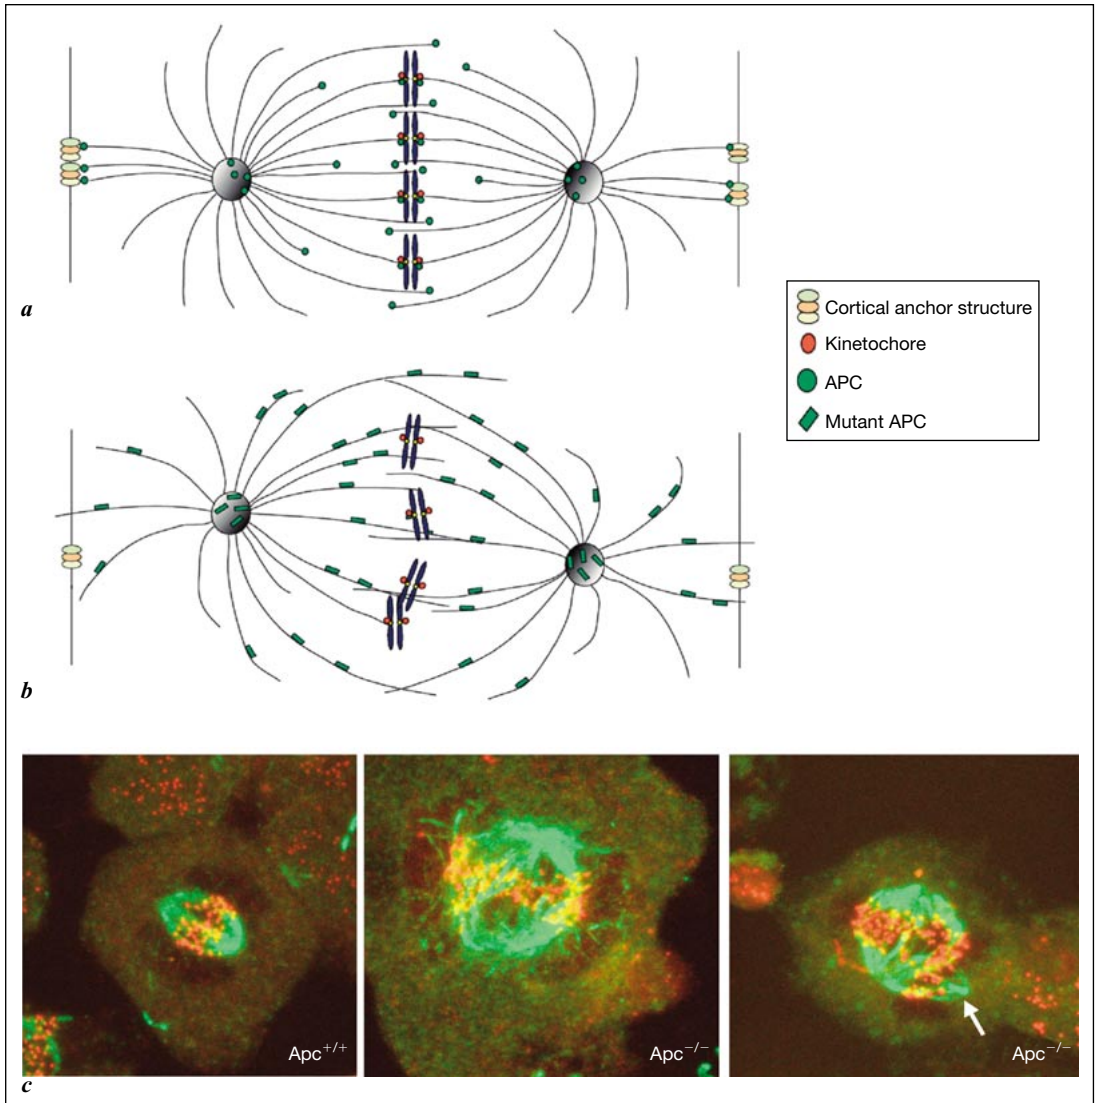 a
Cortical anchor structure
Kinetochore
APC
Mutant APC
b
Apc+/+
Apc−/−
Apc−/−
c